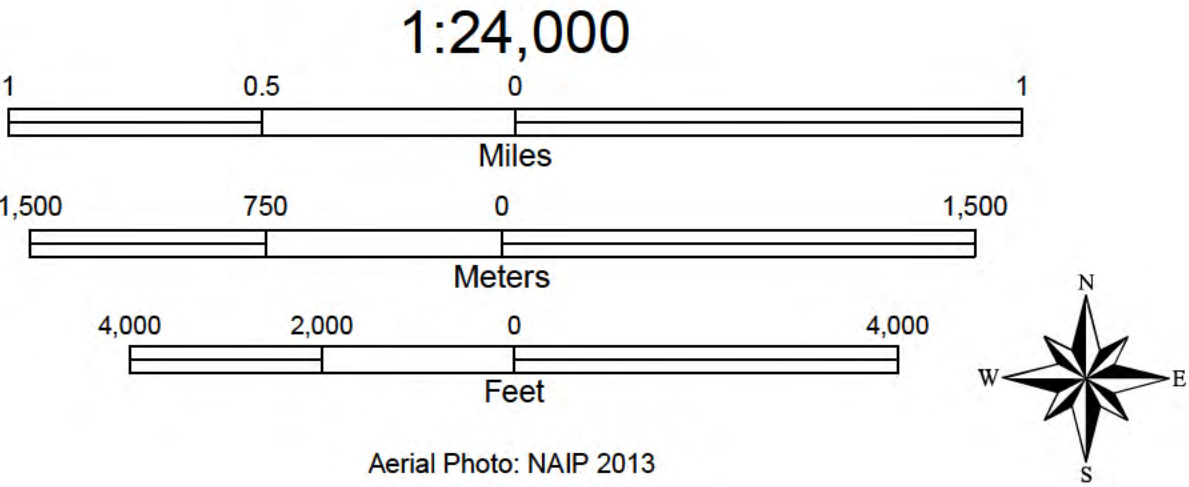 1:24,000
1 0.5 0 1
Miles
1,500 750 0 1,500
Meters
4,000 2,000 0 4,000
Feet
N
W E
S
Aerial Photo: NAIP 2013